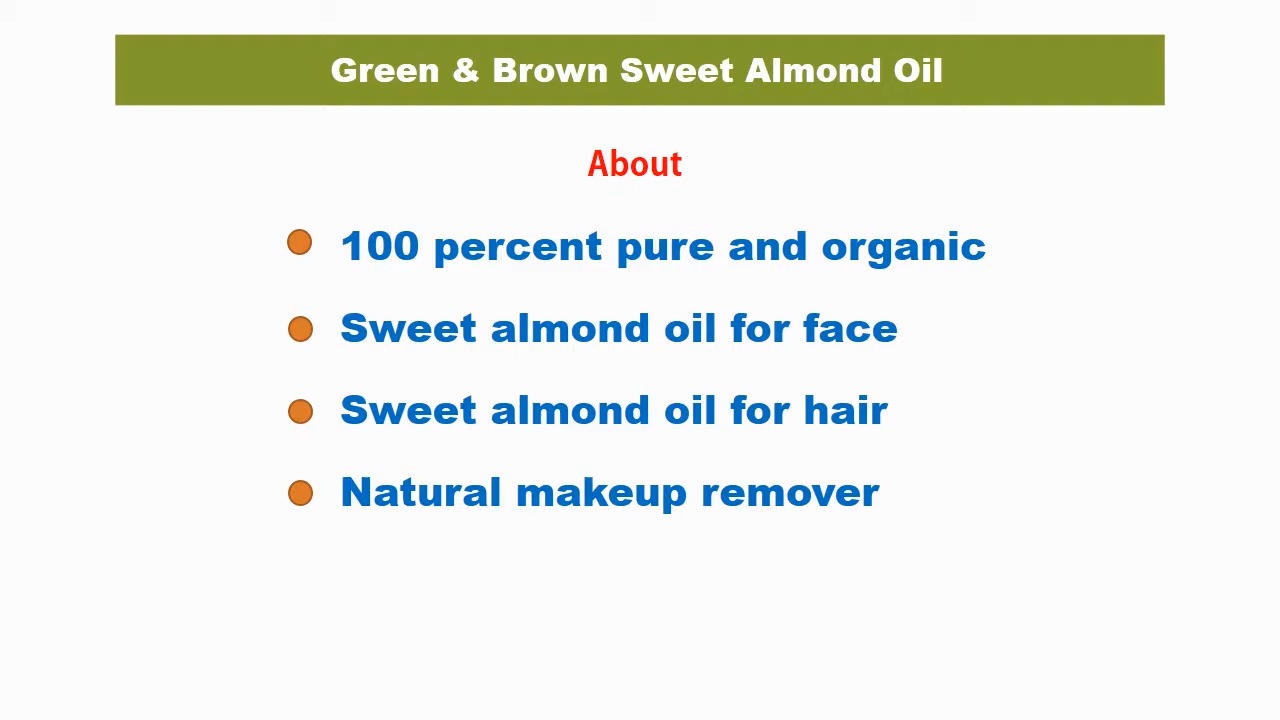 Green & Brown Sweet Almond Oil
About
100 percent pure and organic
Sweet almond oil for face
Sweet almond oil for hair
Natural makeup remover